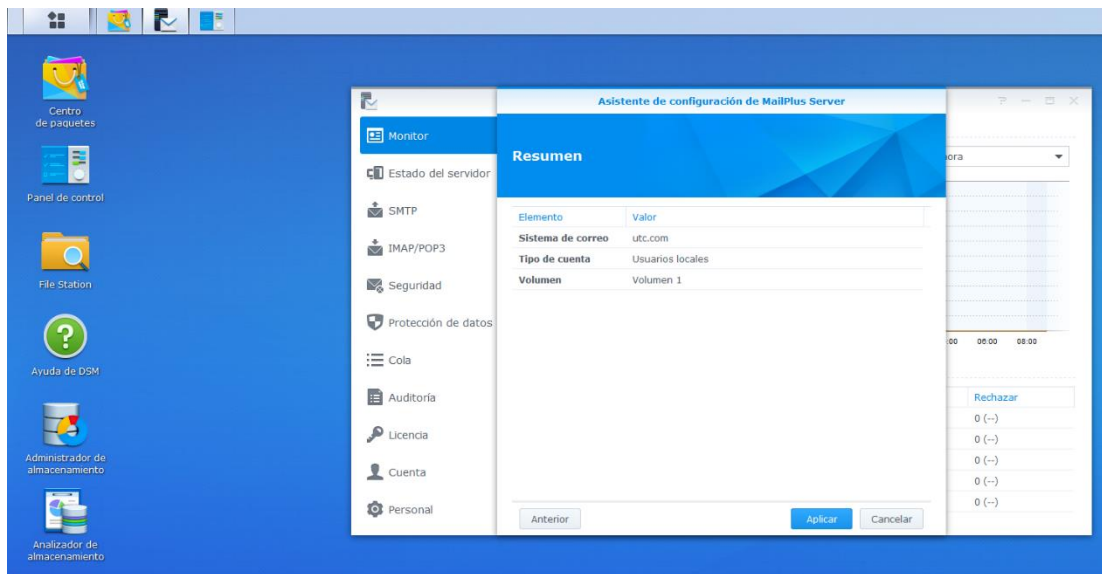 Centro
de paquetes
Panel de control
File Station
Ayuda de DSM
Administrador de
almacenamiento
Analizador de
almacenamiento
Monitor
Estado del servidor
SMTP
IMAP/POP3
Seguridad
Protección de datos
Cola
Auditoría
Licencia
Cuenta
Personal
Asistente de configuración de MailPlus Server
Resumen
Elemento Valor
Sistema de correo utc.com
Tipo de cuenta Usuarios locales
Volumen Volumen 1
Anterior Aplicar Cancelar
ora
:00 06:00 08:00
Rechazar
0 (--)
0 (--)
0 (--)
0 (--)
0 (--)